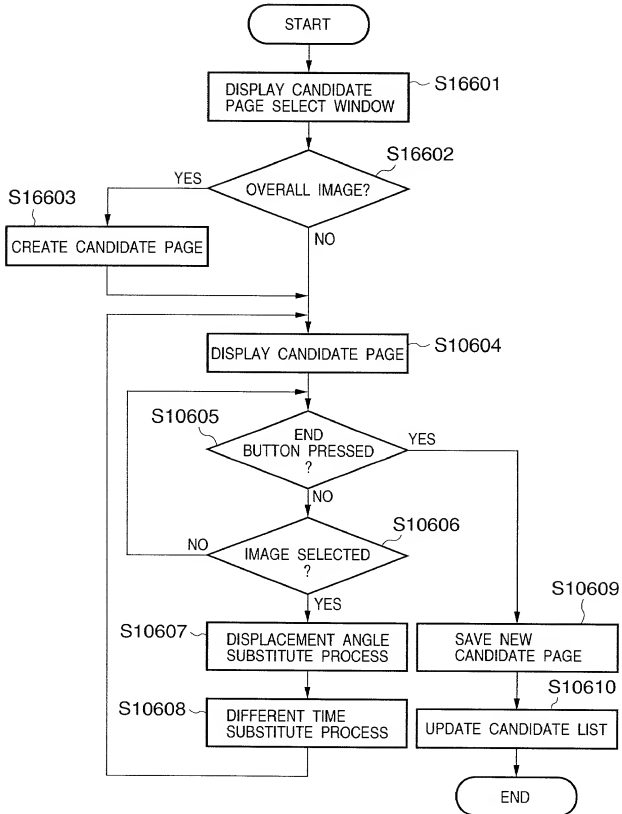 START
DISPLAY CANDIDATE
PAGE SELECT WINDOW
S16601
S16602
YES
OVERALL IMAGE?
S16603
NO
CREATE CANDIDATE PAGE
DISPLAY CANDIDATE PAGE
S10604
S10605
END
BUTTON PRESSED
?
YES
NO
S10606
NO
IMAGE SELECTED
?
YES
S10607
DISPLACEMENT ANGLE
SUBSTITUTE PROCESS
S10609
SAVE NEW
CANDIDATE PAGE
S10608
DIFFERENT TIME
SUBSTITUTE PROCESS
S10610
UPDATE CANDIDATE LIST
END